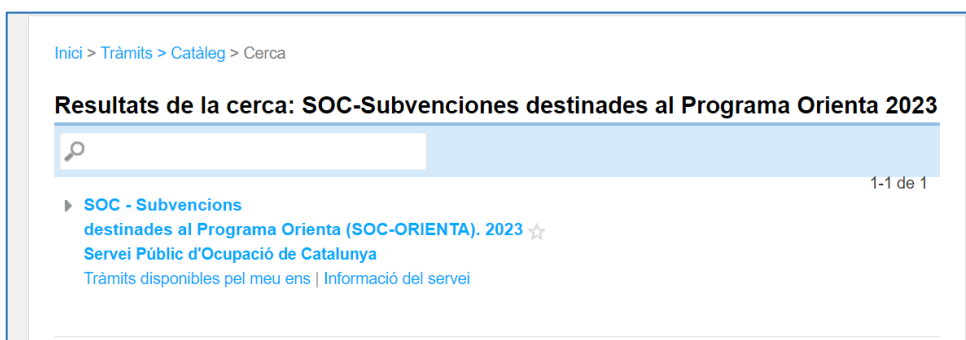 Inici > Tràmits > Catàleg > Cerca
Resultats de la cerca: SOC-Subvenciones destinades al Programa Orienta 2023
1-1 de 1
SOC - Subvencions
destinades al Programa Orienta (SOC-ORIENTA). 2023
Servei Públic d'Ocupació de Catalunya
Tràmits disponibles pel meu ens | Informació del servei